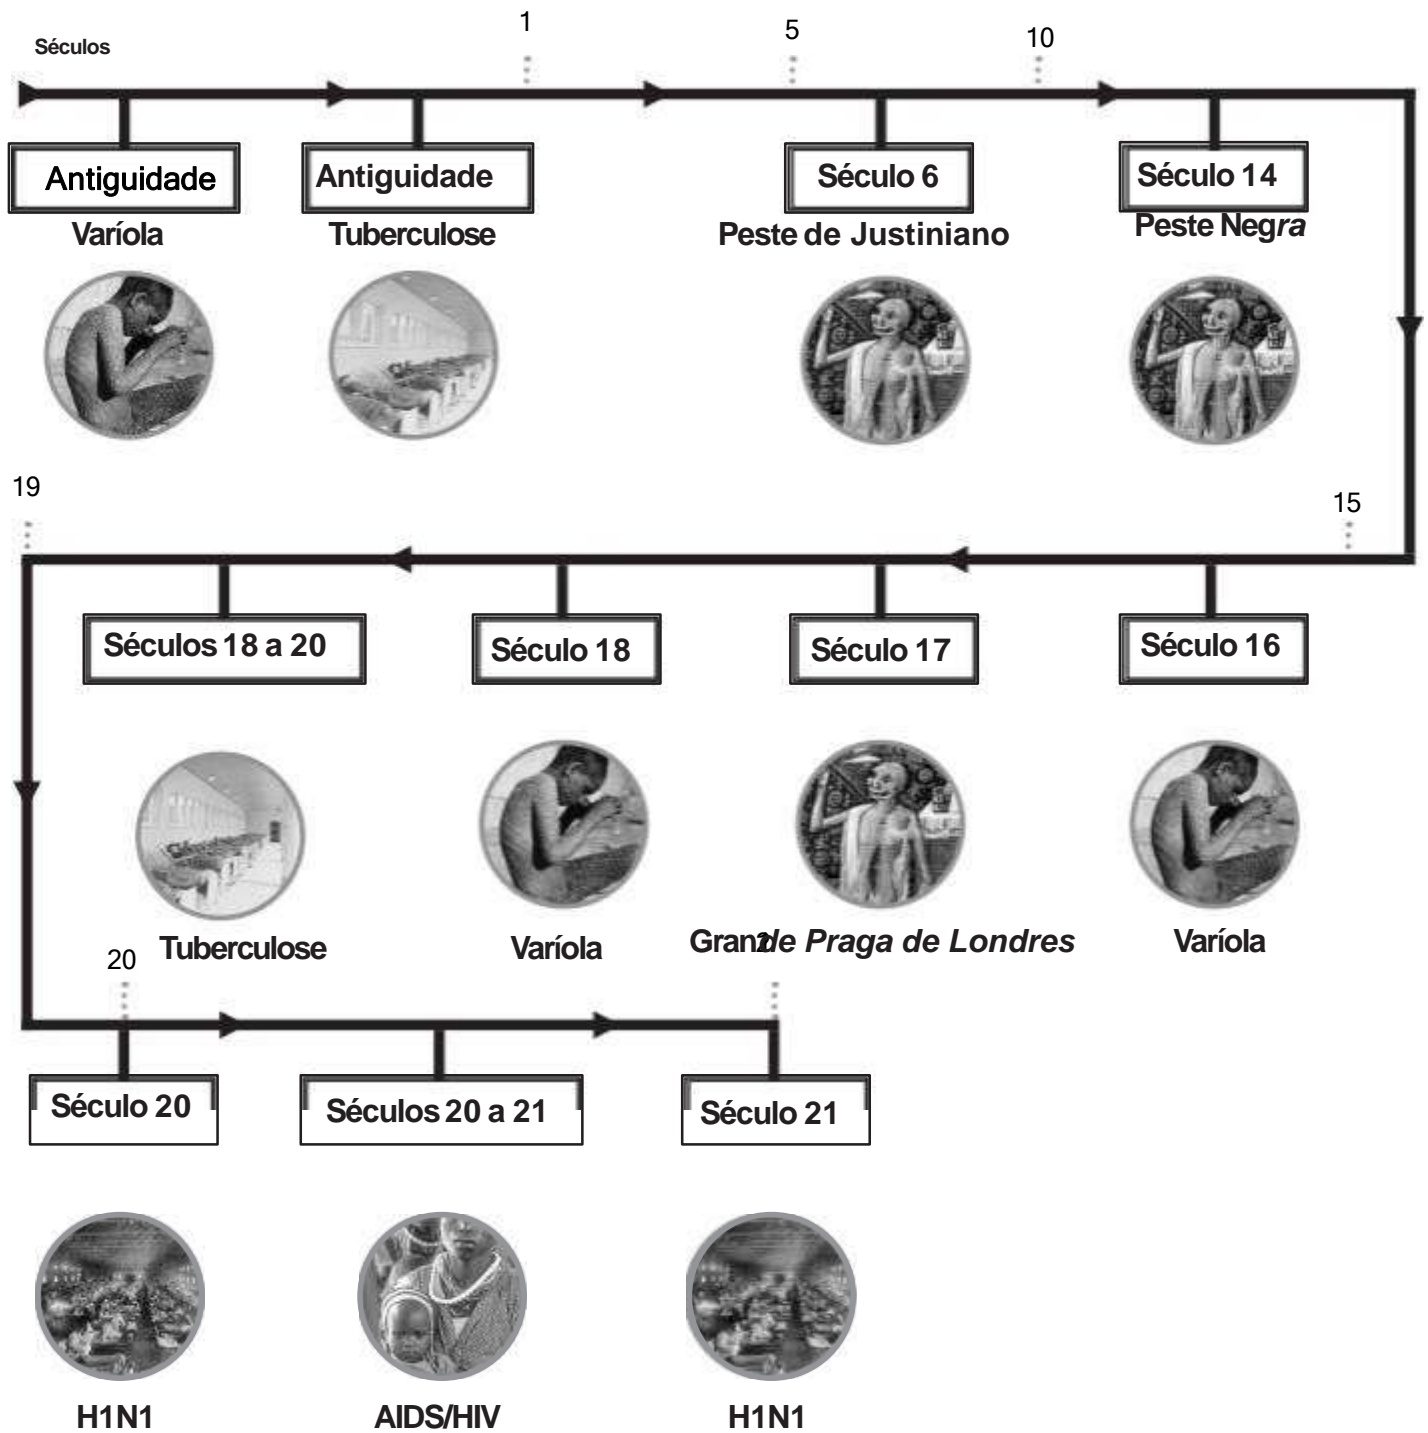 Séculos
1
5
10
Antiguidade
Antiguidade
Século 6
Século 14
Varíola
Tuberculose
Peste de Justiniano
Peste Negra
19
15
Séculos 18 a 20
Século 18
Século 17
Século 16
Tuberculose
Varíola
Grande Praga de Londres
Varíola
20
2
Século 20
Séculos 20 a 21
Século 21
H1N1
AIDS/HIV
H1N1